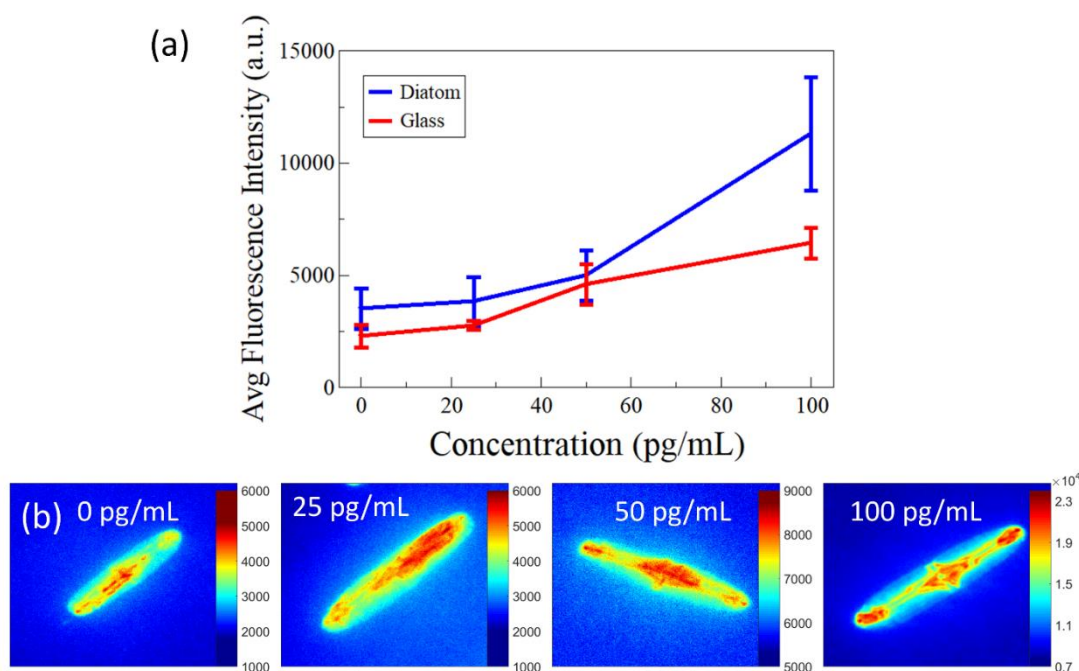 (a)
Avg Fluorescence Intensity (a.u.)
15000
10000
5000
0
Diatom
Glass
0 20 40 60 80 100
Concentration (pg/mL)
(b)
0 pg/mL
6000
5000
4000
3000
2000
1000
25 pg/mL
6000
5000
4000
3000
2000
1000
50 pg/mL
9000
8000
7000
6000
5000
100 pg/mL
×10⁴
2.3
1.9
1.5
1.1
0.7